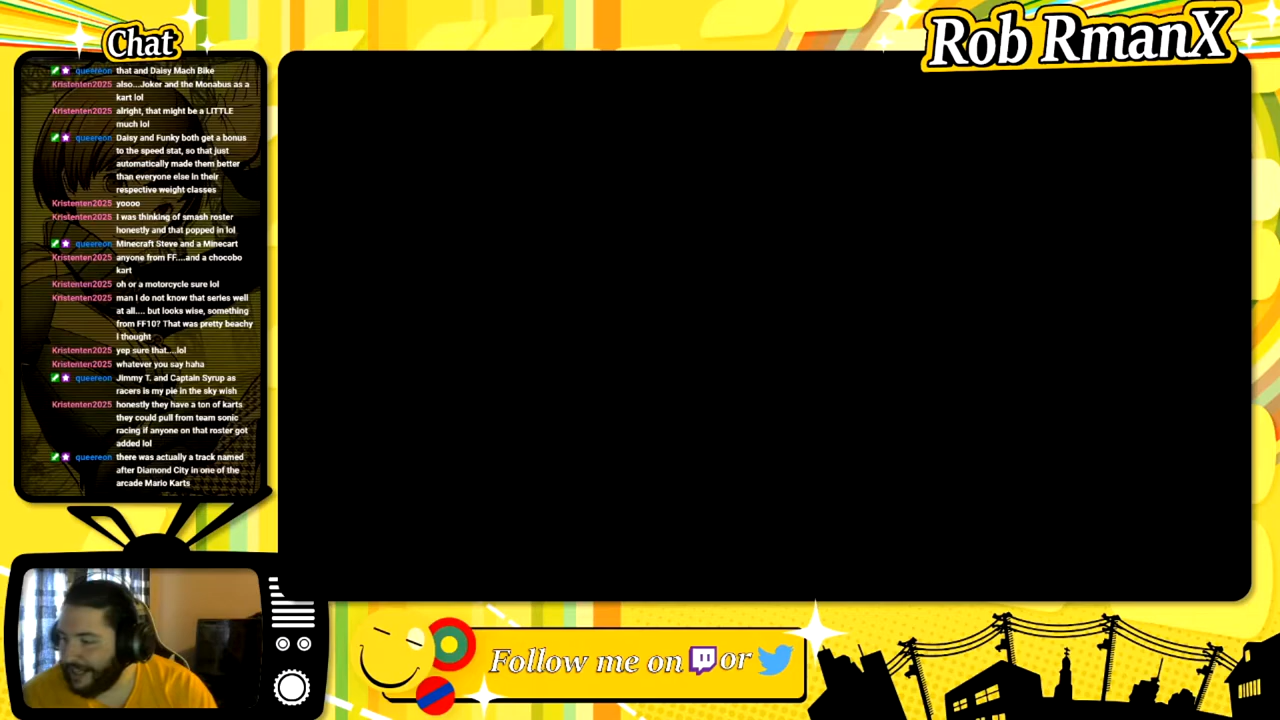 Chat
Rob RmanX
queereon that and Daisy Mach Bike
Kristenten2025 also....Joker and the Monabus as a
kart lol
Kristenten2025 alright, that might be a LITTLE
much lol
queereon Daisy and Funky both get a bonus
to the speed stat, so that just
automatically made them better
than everyone else in their
respective weight classes
Kristenten2025 yoooo
Kristenten2025 I was thinking of smash roster
honestly and that popped in lol
queereon Minecraft Steve and a Minecart
Kristenten2025 anyone from FF....and a chocobo
kart
Kristenten2025 oh or a motorcycle sure lol
Kristenten2025 man I do not know that series well
at all.... but looks wise, something
from FF10? That was pretty beachy
I thought
Kristenten2025 yep sure that....lol
Kristenten2025 whatever you say haha
queereon Jimmy T. and Captain Syrup as
racers is my pie in the sky wish
Kristenten2025 honestly they have a ton of karts
they could pull from team sonic
racing if anyone on that roster got
added lol
queereon there was actually a track named
after Diamond City in one of the
arcade Mario Karts
Follow me on or